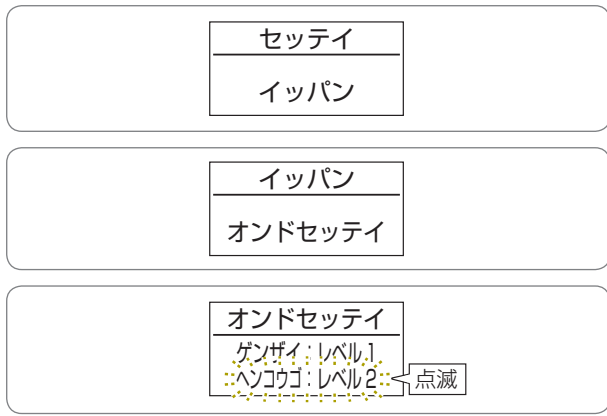 セッテイ
イッパン
イッパン
オンドセッテイ
オンドセッテイ
ゲンザイ：レベル1
ヘンコウゴ：レベル2
点滅